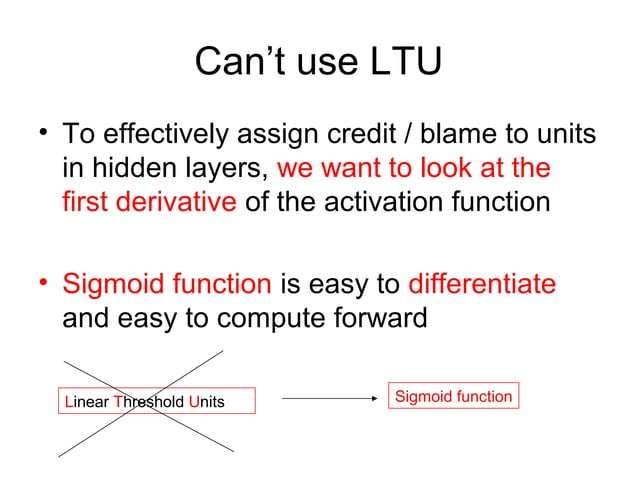 Can’t use LTU
• To effectively assign credit / blame to units
in hidden layers, we want to look at the
first derivative of the activation function
• Sigmoid function is easy to differentiate
and easy to compute forward
Linear Threshold Units
Sigmoid function